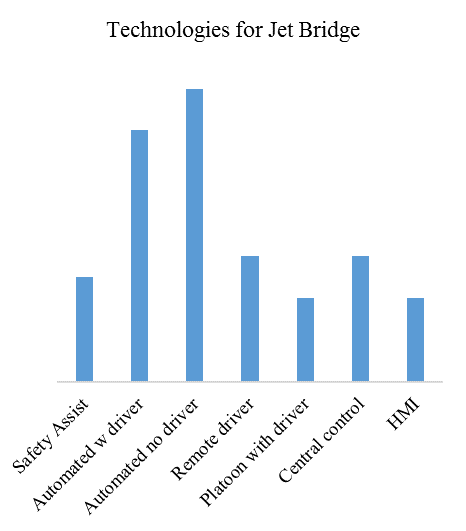 Technologies for Jet Bridge
Safety Assist
Automated w driver
Automated no driver
Remote driver
Platoon with driver
Central control
HMI